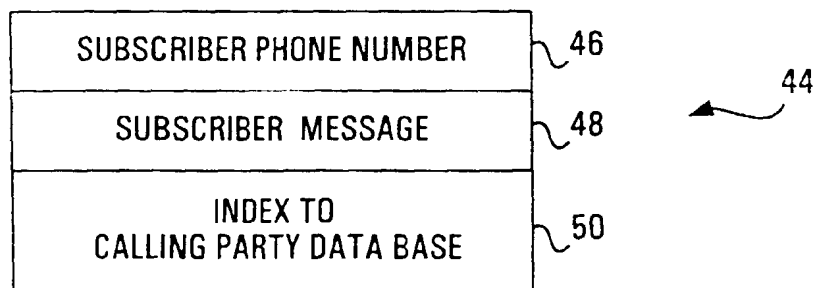 SUBSCRIBER PHONE NUMBER 46
44
SUBSCRIBER MESSAGE 48
INDEX TO
CALLING PARTY DATA BASE 50